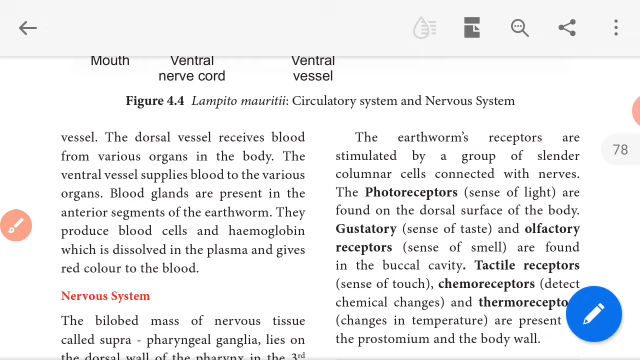 Mouth
Ventral
nerve cord
Ventral
vessel
Figure 4.4 Lampito mauritii: Circulatory system and Nervous System
vessel. The dorsal vessel receives blood
from various organs in the body. The
ventral vessel supplies blood to the various
organs. Blood glands are present in the
anterior segments of the earthworm. They
produce blood cells and haemoglobin
which is dissolved in the plasma and gives
red colour to the blood.
Nervous System
The bilobed mass of nervous tissue
called supra - pharyngeal ganglia, lies on
the dorsal wall of the pharynx in the 3rd
The earthworm's receptors are
stimulated by a group of slender
columnar cells connected with nerves.
The Photoreceptors (sense of light) are
found on the dorsal surface of the body.
Gustatory (sense of taste) and olfactory
receptors (sense of smell) are found
in the buccal cavity. Tactile receptors
(sense of touch), chemoreceptors (detect
chemical changes) and
(changes in temperature) are present
the prostomium and the body wall.
78